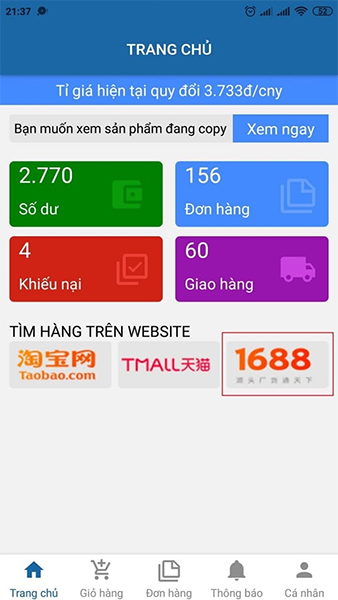 21:37
52
TRANG CHỦ
Tỉ giá hiện tại quy đổi 3.733đ/cny
Bạn muốn xem sản phẩm đang copy
Xem ngay
2.770
Số dư
156
Đơn hàng
4
Khiếu nại
60
Giao hàng
TÌM HÀNG TRÊN WEBSITE
淘宝网
Taobao.com
TMALL天猫
1688
源头厂货通天下
Trang chủ
Giỏ hàng
Đơn hàng
Thông báo
Cá nhân